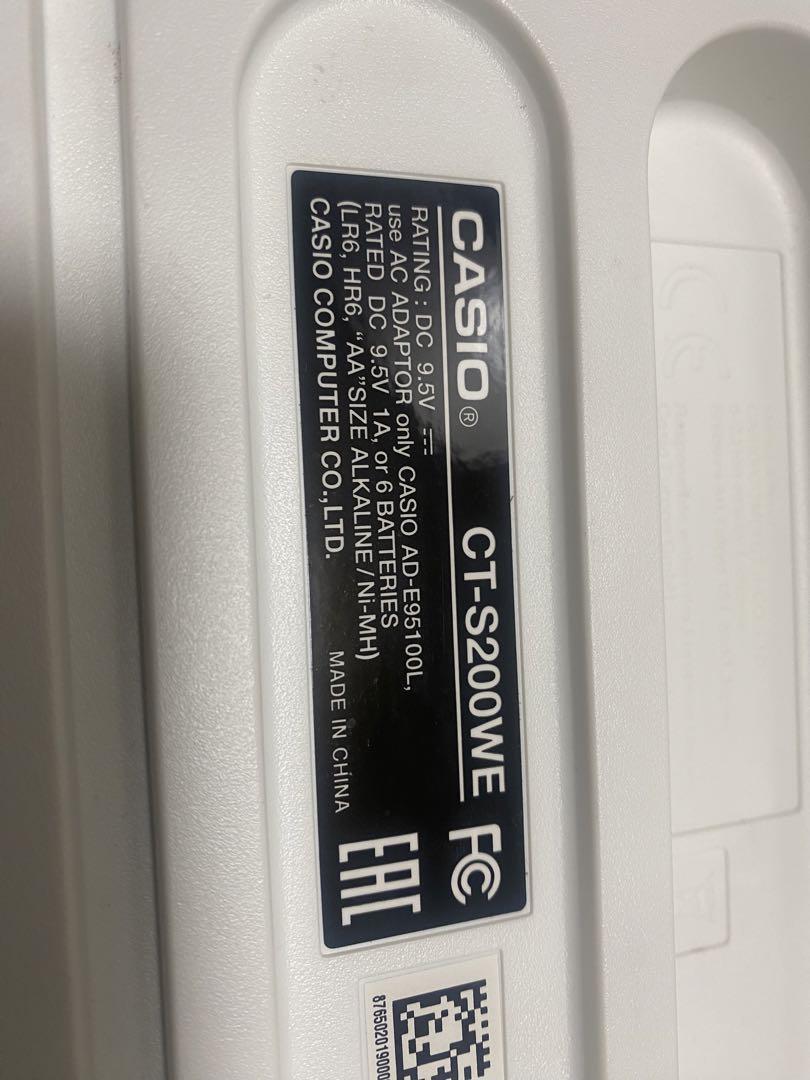 CASIO® CT-S200WE FC
RATING : DC 9.5V ⎓
use AC ADAPTOR only CASIO AD-E95100L,
RATED DC 9.5V 1A, or 6 BATTERIES
(LR6, HR6, "AA"SIZE ALKALINE/Ni-MH)
CASIO COMPUTER CO.,LTD. MADE IN CHINA
EAC
CE